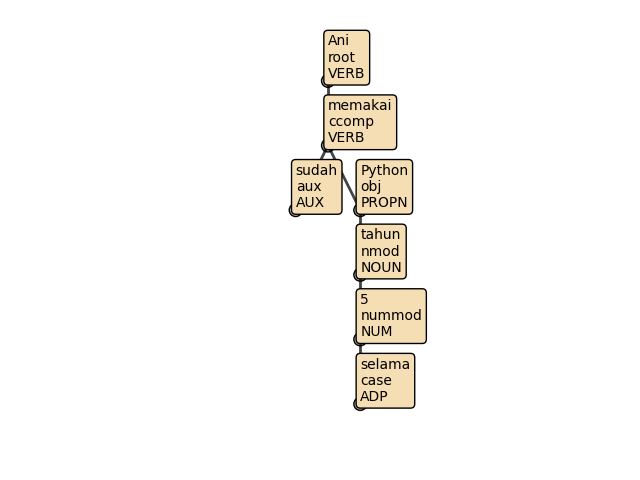 Ani
root
VERB
memakai
ccomp
VERB
sudah
aux
AUX
Python
obj
PROPN
tahun
nmod
NOUN
5
nummod
NUM
selama
case
ADP